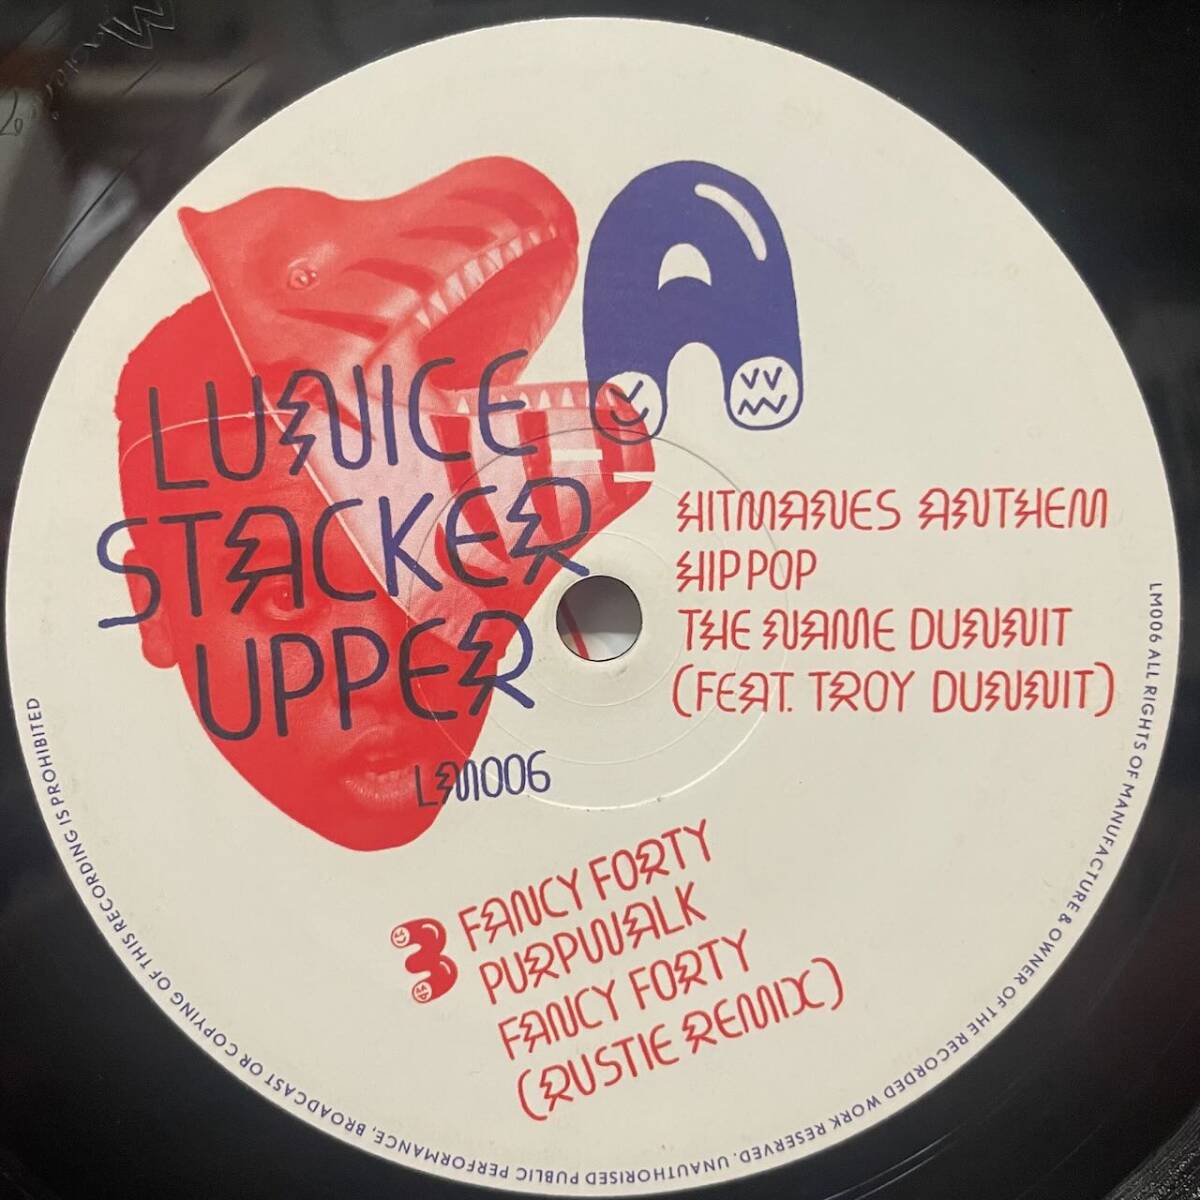 LUNICE
STACKER
UPPER
LM006
A
HITMANES ANTHEM
HIP POP
THE NAME DUNNIT
(FEAT. TROY DUNNIT)
B
FANCY FORTY
PURPWALK
FANCY FORTY
(RUSTIE REMIX)
LM006 ALL RIGHTS OF MANUFACTURE & OWNER OF THE RECORDED WORK RESERVED. UNAUTHORISED PUBLIC PERFORMANCE, BROADCAST OR COPYING OF THIS RECORDING IS PROHIBITED